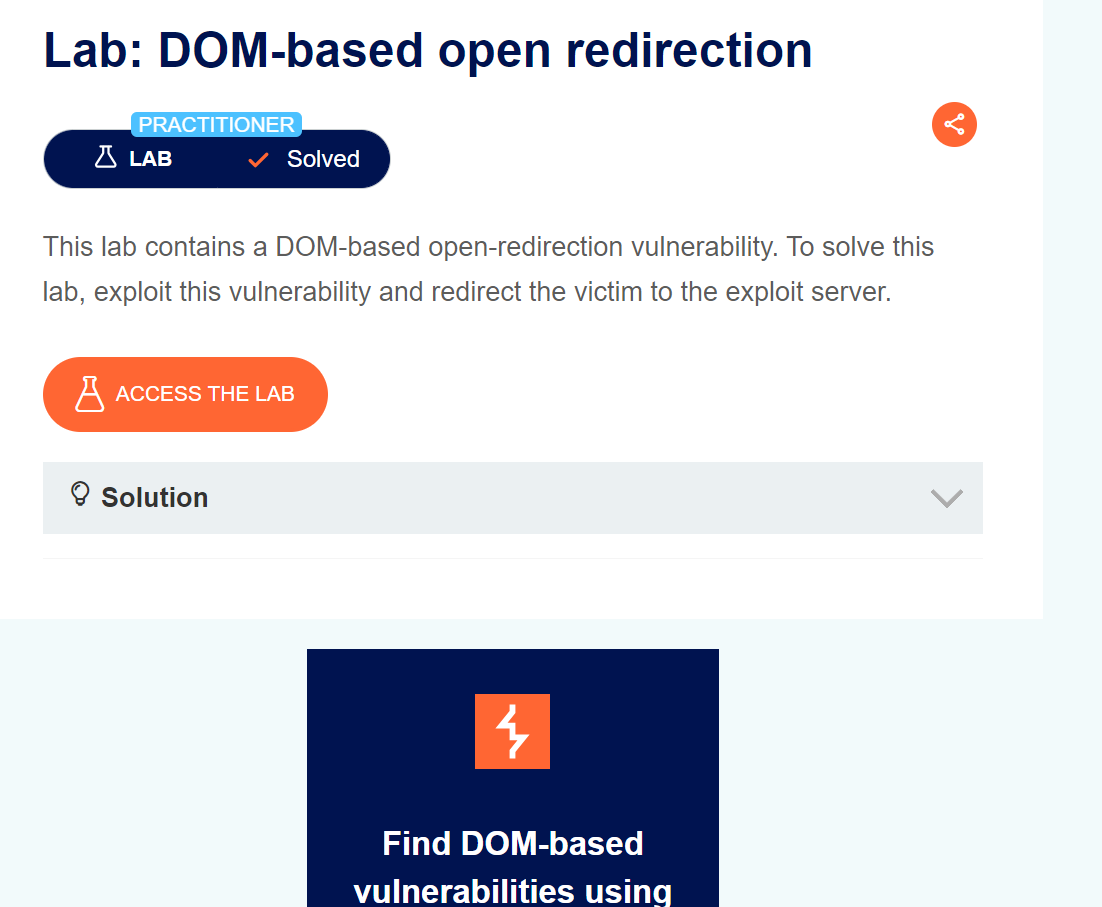 Lab: DOM-based open redirection
PRACTITIONER
LAB
Solved
This lab contains a DOM-based open-redirection vulnerability. To solve this
lab, exploit this vulnerability and redirect the victim to the exploit server.
ACCESS THE LAB
Solution
Find DOM-based
vulnerabilities using